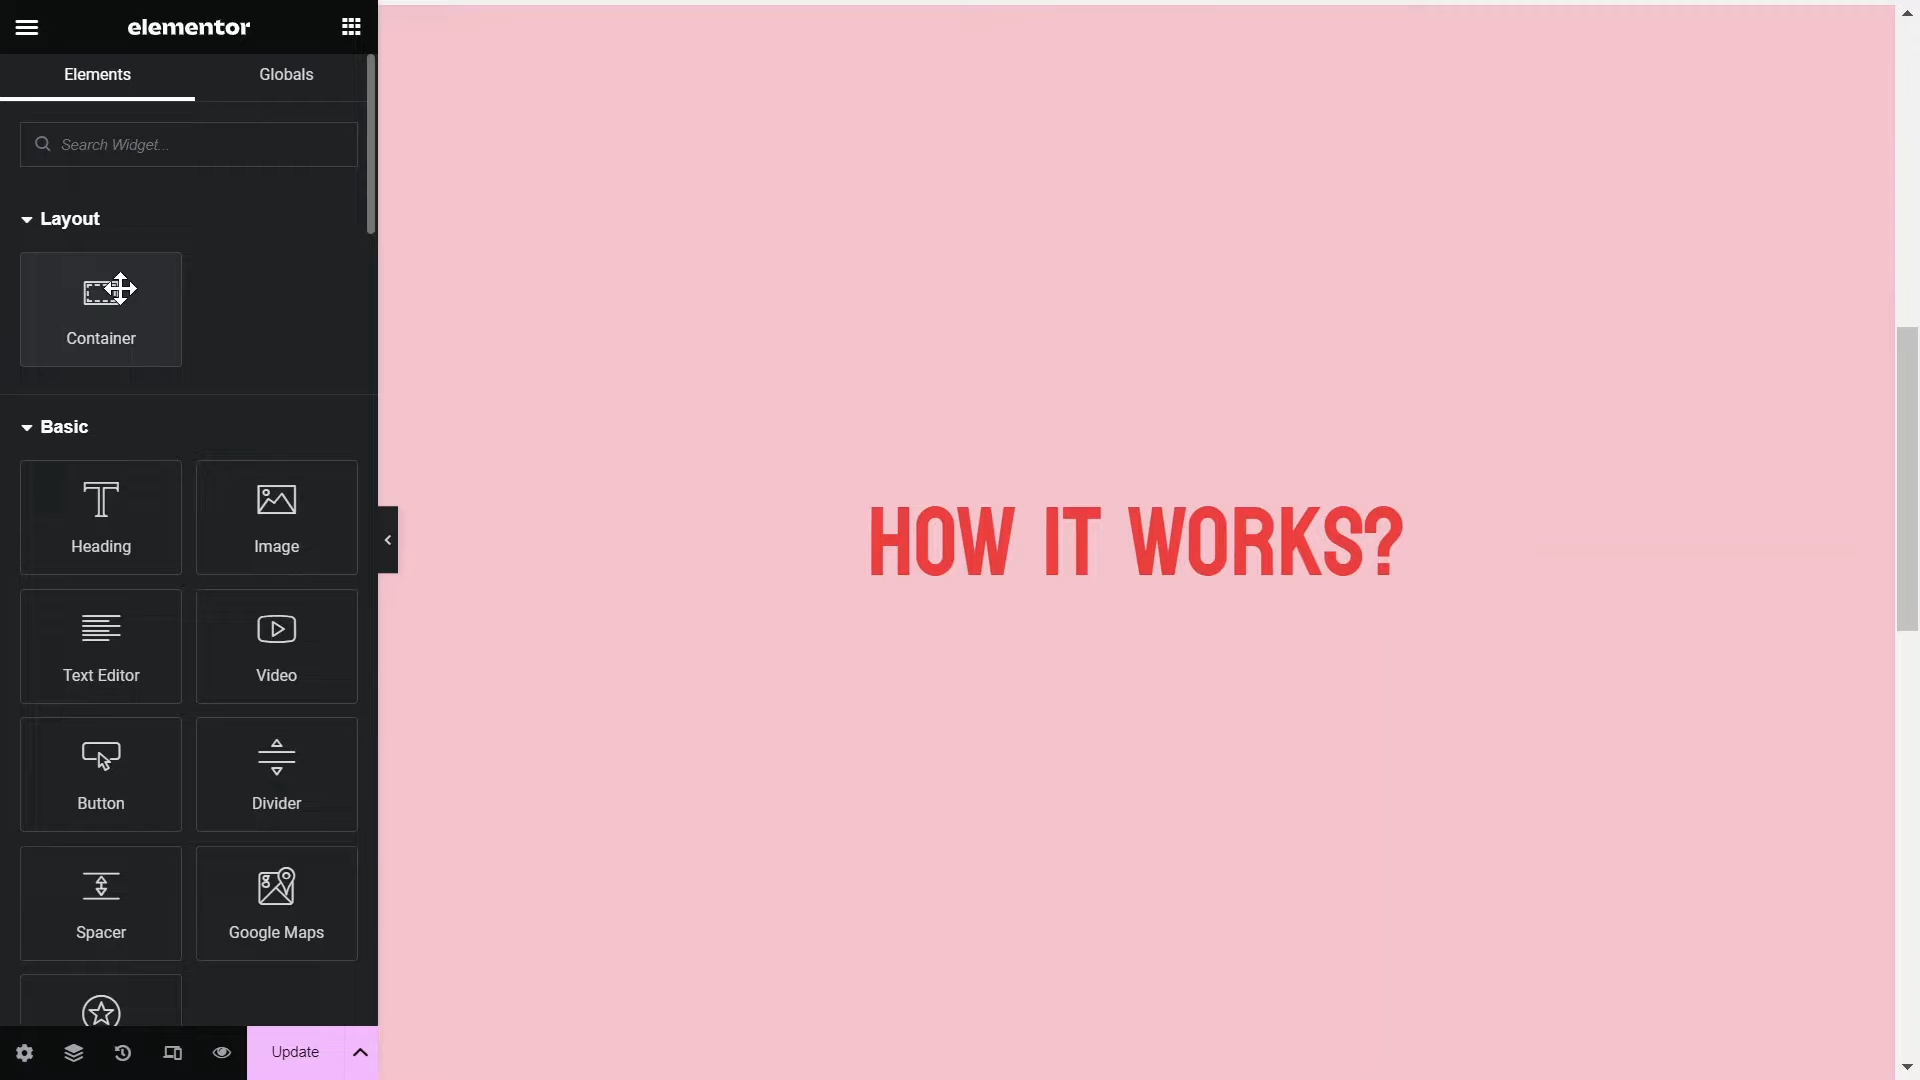 elementor
Elements
Globals
Search Widget...
Layout
Container
Basic
Heading
Image
Text Editor
Video
Button
Divider
Spacer
Google Maps
Update
HOW IT WORKS?